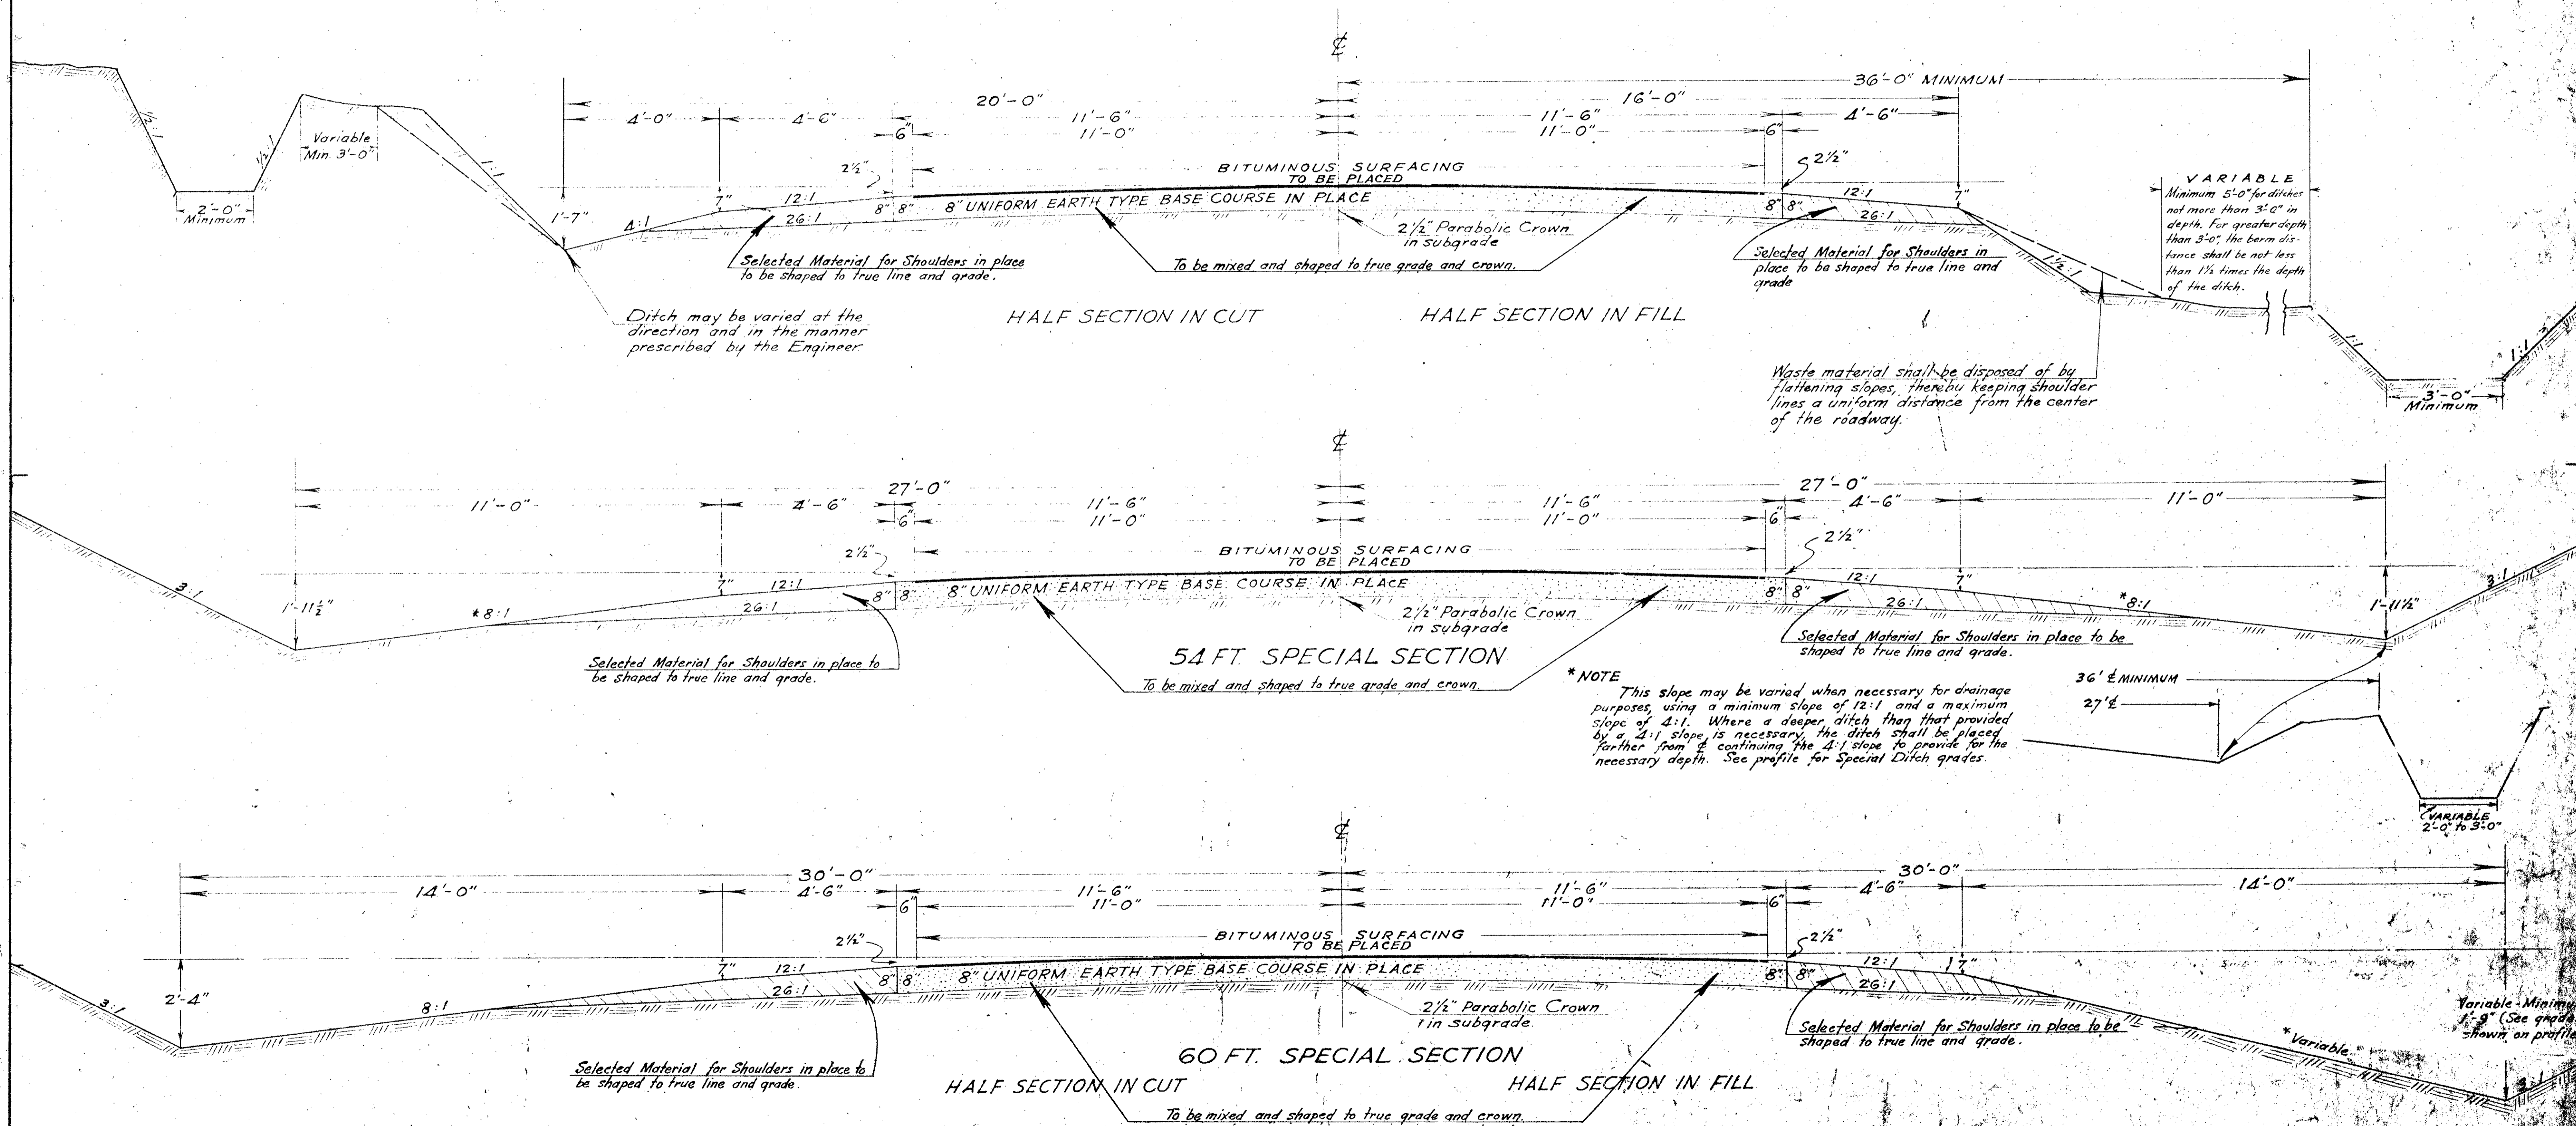 ℄
36'-0" MINIMUM
20'-0" 16'-0"
4'-0" 4'-6" 11'-6" 11'-6" 4'-6"
6" 11'-0" 11'-0" 6"
Variable
Min. 3'-0"
2'-0"
Minimum
1'-7"
4:1
7"
12:1
26:1
2½"
8" 8"
BITUMINOUS SURFACING
TO BE PLACED
8" UNIFORM EARTH TYPE BASE COURSE IN PLACE
2½" Parabolic Crown
in subgrade
2½"
8" 8"
12:1
26:1
7"
1½:1
Selected Material for Shoulders in place
to be shaped to true line and grade.
To be mixed and shaped to true grade and crown.
Selected Material for Shoulders in
place to be shaped to true line and
grade
VARIABLE
Minimum 5'-0" for ditches
not more than 3'-0" in
depth. For greater depth
than 3'-0", the berm dis-
tance shall be not less
than 1½ times the depth
of the ditch.
1:1
1:1
3'-0"
Minimum
Ditch may be varied at the
direction and in the manner
prescribed by the Engineer
HALF SECTION IN CUT
HALF SECTION IN FILL
Waste material shall be disposed of by
flattening slopes, thereby keeping shoulder
lines a uniform distance from the center
of the roadway.
℄
27'-0" 27'-0"
11'-0" 4'-6" 11'-6" 11'-6" 4'-6" 11'-0"
6" 11'-0" 11'-0" 6"
3:1
1'-11½"
*8:1
7"
12:1
26:1
2½"
8" 8"
BITUMINOUS SURFACING
TO BE PLACED
8" UNIFORM EARTH TYPE BASE COURSE IN PLACE
2½" Parabolic Crown
in subgrade
2½"
8" 8"
12:1
26:1
7"
*8:1
1'-11½"
3:1
Selected Material for Shoulders in place to
be shaped to true line and grade.
54 FT. SPECIAL SECTION
To be mixed and shaped to true grade and crown.
Selected Material for Shoulders in place to be
shaped to true line and grade.
*NOTE
This slope may be varied when necessary for drainage
purposes, using a minimum slope of 12:1 and a maximum
slope of 4:1. Where a deeper ditch than that provided
by a 4:1 slope is necessary, the ditch shall be placed
farther from ℄ continuing the 4:1 slope to provide for the
necessary depth. See profile for Special Ditch grades.
36' ℄ MINIMUM
27' ℄
VARIABLE
2'-0" to 3'-0"
℄
30'-0" 30'-0"
14'-0" 4'-6" 11'-6" 11'-6" 4'-6" 14'-0"
6" 11'-0" 11'-0" 6"
3:1
2'-4"
8:1
7"
12:1
26:1
2½"
8" 8"
BITUMINOUS SURFACING
TO BE PLACED
8" UNIFORM EARTH TYPE BASE COURSE IN PLACE
2½" Parabolic Crown
in subgrade
2½"
8" 8"
12:1
26:1
7"
*Variable
3:1
Variable-Minimu
1'-9" (See grade
shown on profile
Selected Material for Shoulders in place to
be shaped to true line and grade.
60 FT. SPECIAL SECTION
Selected Material for Shoulders in place to be
shaped to true line and grade.
HALF SECTION IN CUT
HALF SECTION IN FILL
To be mixed and shaped to true grade and crown.